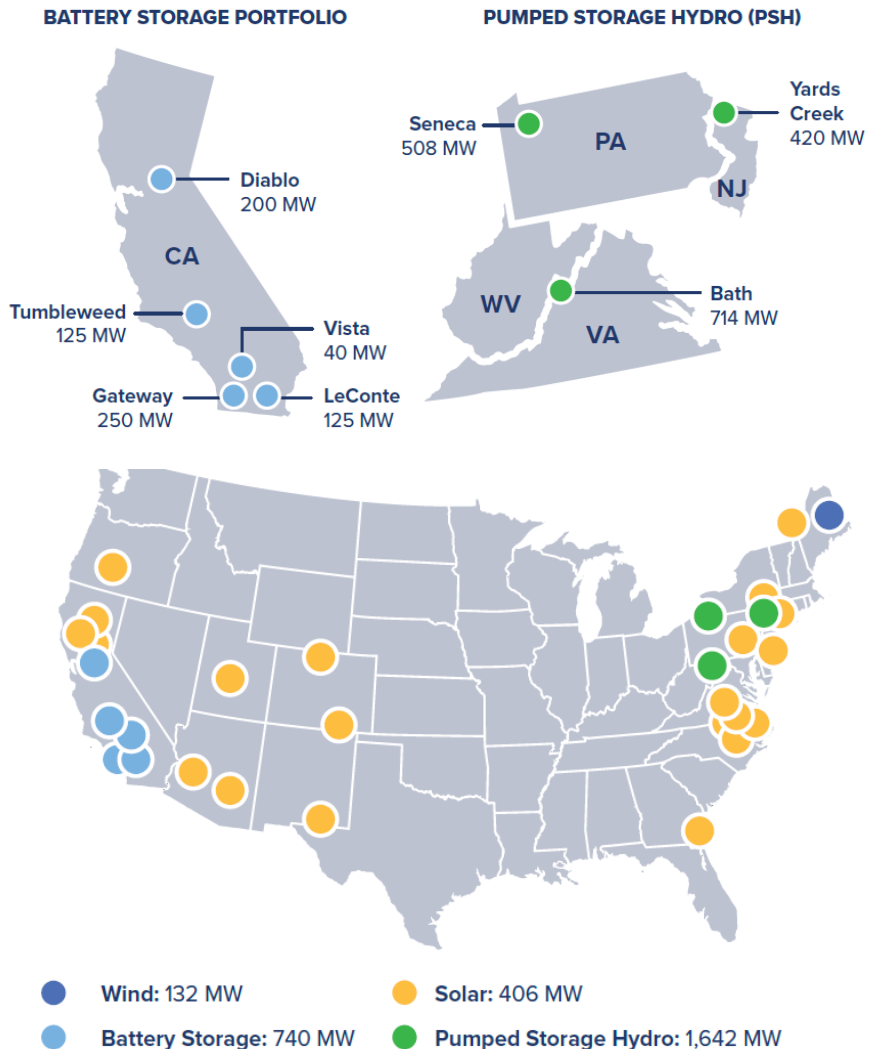 BATTERY STORAGE PORTFOLIO
Diablo
200 MW
CA
Tumbleweed
125 MW
Vista
40 MW
Gateway
250 MW
LeConte
125 MW
PUMPED STORAGE HYDRO (PSH)
Seneca
508 MW
PA
Yards
Creek
420 MW
NJ
WV
VA
Bath
714 MW
Wind: 132 MW
Solar: 406 MW
Battery Storage: 740 MW
Pumped Storage Hydro: 1,642 MW